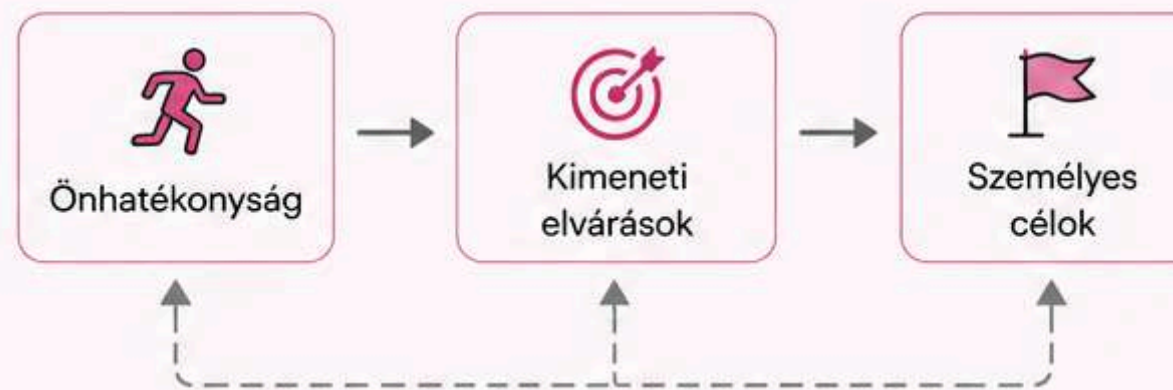 Önhatékonyság
Kimeneti
elvárások
Személyes
célok